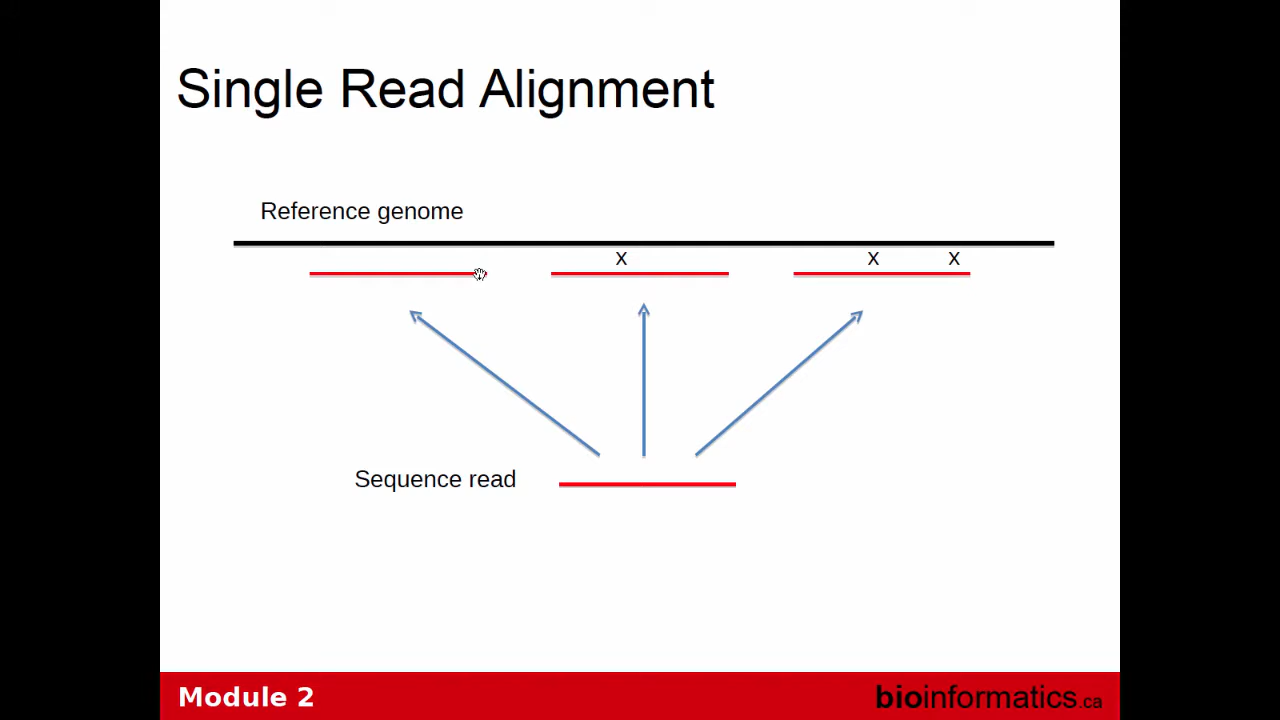 Single Read Alignment
Reference genome
x x x
Sequence read
Module 2
bioinformatics.ca